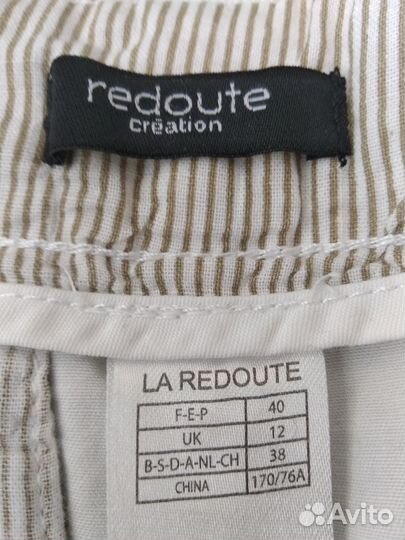 redoute
création
LA REDOUTE
F-E-P 40
UK 12
B-S-D-A-NL-CH 38
CHINA 170/76A
Avito